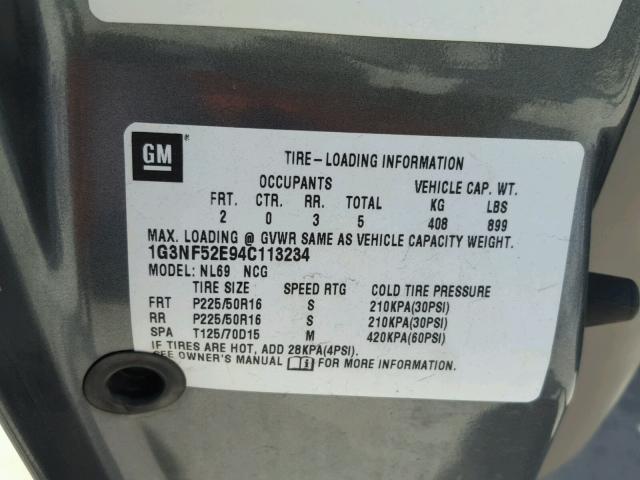 GM®
TIRE-LOADING INFORMATION
OCCUPANTS VEHICLE CAP. WT.
FRT. CTR. RR. TOTAL KG LBS
2 0 3 5 408 899
MAX. LOADING @ GVWR SAME AS VEHICLE CAPACITY WEIGHT.
1G3NF52E94C113234
MODEL: NL69 NCG
TIRE SIZE SPEED RTG COLD TIRE PRESSURE
FRT P225/50R16 S 210KPA(30PSI)
RR P225/50R16 S 210KPA(30PSI)
SPA T125/70D15 M 420KPA(60PSI)
IF TIRES ARE HOT, ADD 28KPA(4PSI).
SEE OWNER'S MANUAL i FOR MORE INFORMATION.